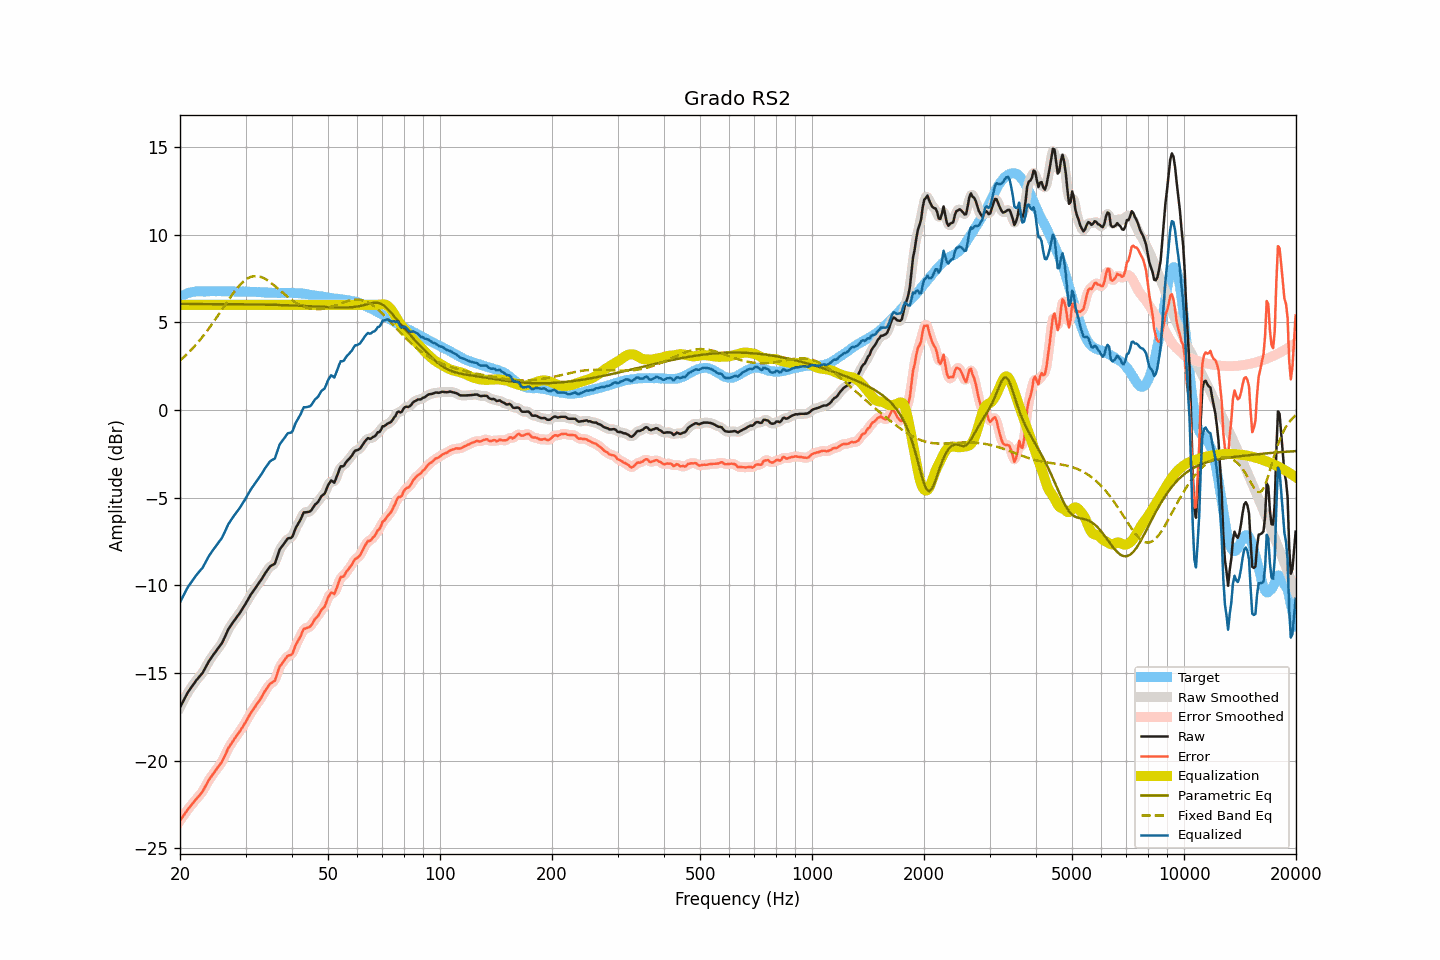 Grado RS2
15
10
5
0
−5
−10
−15
−20
−25
Amplitude (dBr)
20 50 100 200 500 1000 2000 5000 10000 20000
Frequency (Hz)
Target
Raw Smoothed
Error Smoothed
Raw
Error
Equalization
Parametric Eq
Fixed Band Eq
Equalized